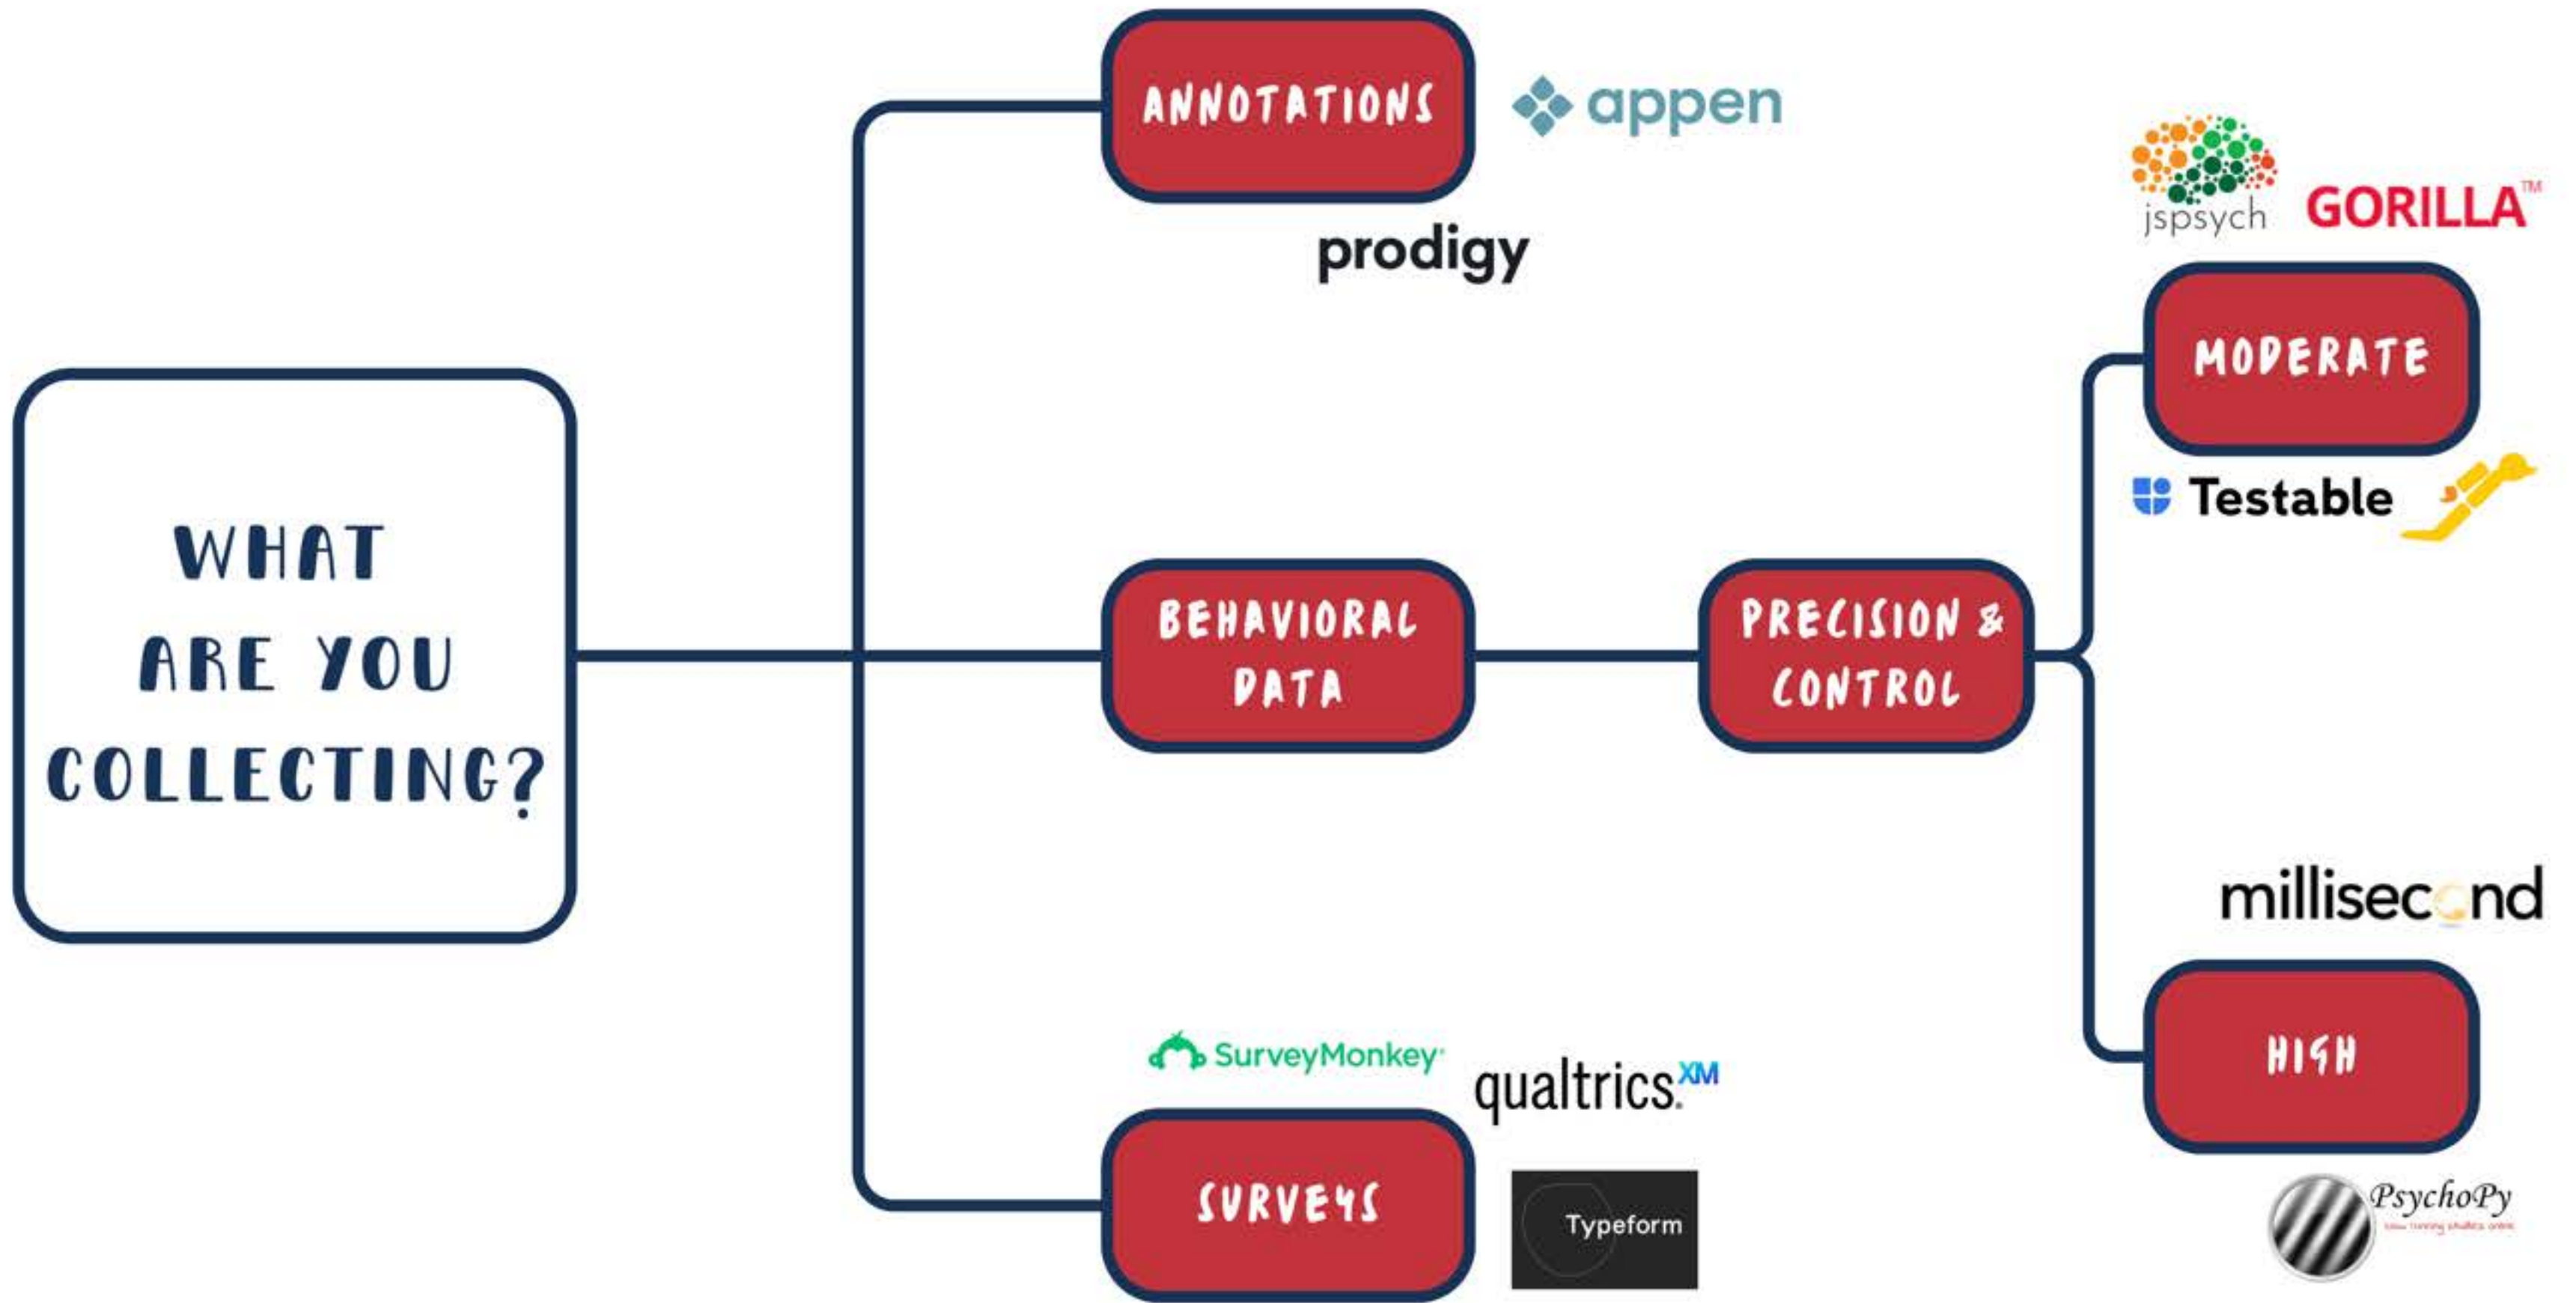 WHAT
ARE YOU
COLLECTING?
ANNOTATIONS
appen
prodigy
BEHAVIORAL
DATA
PRECISION &
CONTROL
jspsych
GORILLA™
MODERATE
Testable
millisecond
HIGH
PsychoPy
SurveyMonkey
qualtrics.XM
SURVEYS
Typeform